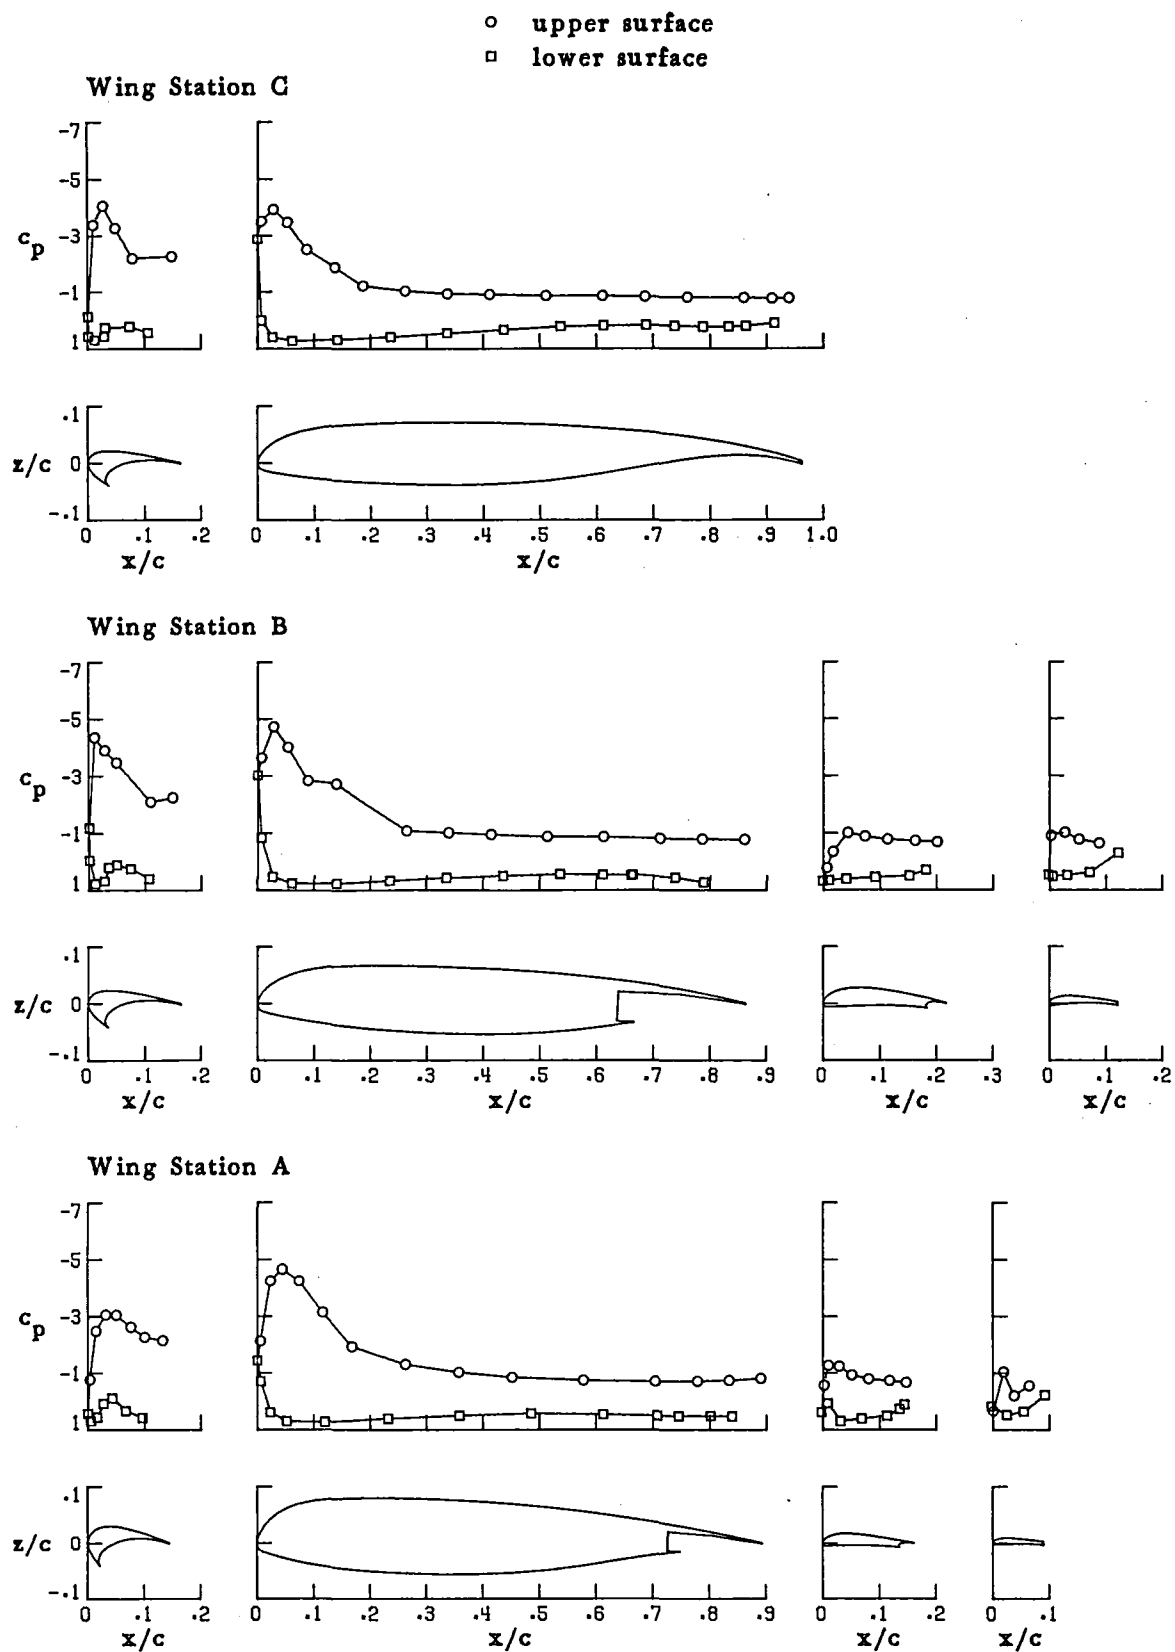 upper surface
lower surface
Wing Station C
-7
-5
-3
-1
1
c_p
.1
0
-.1
z/c
0 .1 .2
x/c
0 .1 .2 .3 .4 .5 .6 .7 .8 .9 1.0
x/c
Wing Station B
-7
-5
-3
-1
1
c_p
.1
0
-.1
z/c
0 .1 .2
x/c
0 .1 .2 .3 .4 .5 .6 .7 .8 .9
x/c
0 .1 .2 .3
x/c
0 .1 .2
x/c
Wing Station A
-7
-5
-3
-1
1
c_p
.1
0
-.1
z/c
0 .1 .2
x/c
0 .1 .2 .3 .4 .5 .6 .7 .8 .9
x/c
0 .1 .2
x/c
0 .1
x/c